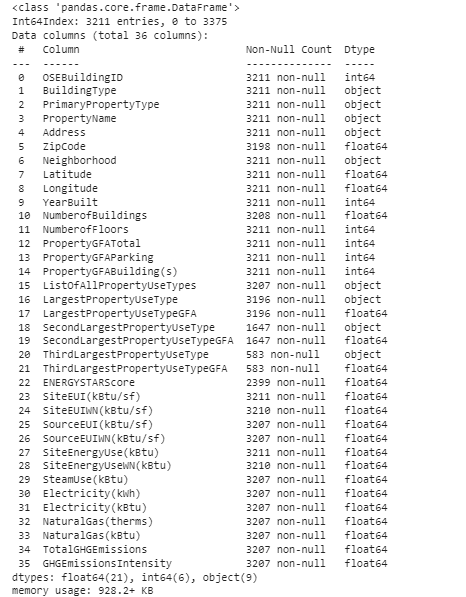 <class 'pandas.core.frame.DataFrame'>
Int64Index: 3211 entries, 0 to 3375
Data columns (total 36 columns):
 #   Column                           Non-Null Count  Dtype
---  ------                           --------------  -----
 0   OSEBuildingID                    3211 non-null   int64
 1   BuildingType                     3211 non-null   object
 2   PrimaryPropertyType              3211 non-null   object
 3   PropertyName                     3211 non-null   object
 4   Address                          3211 non-null   object
 5   ZipCode                          3198 non-null   float64
 6   Neighborhood                     3211 non-null   object
 7   Latitude                         3211 non-null   float64
 8   Longitude                        3211 non-null   float64
 9   YearBuilt                        3211 non-null   int64
 10  NumberofBuildings                3208 non-null   float64
 11  NumberofFloors                   3211 non-null   int64
 12  PropertyGFATotal                 3211 non-null   int64
 13  PropertyGFAParking               3211 non-null   int64
 14  PropertyGFABuilding(s)           3211 non-null   int64
 15  ListOfAllPropertyUseTypes        3207 non-null   object
 16  LargestPropertyUseType           3196 non-null   object
 17  LargestPropertyUseTypeGFA        3196 non-null   float64
 18  SecondLargestPropertyUseType     1647 non-null   object
 19  SecondLargestPropertyUseTypeGFA  1647 non-null   float64
 20  ThirdLargestPropertyUseType      583 non-null    object
 21  ThirdLargestPropertyUseTypeGFA   583 non-null    float64
 22  ENERGYSTARScore                  2399 non-null   float64
 23  SiteEUI(kBtu/sf)                 3211 non-null   float64
 24  SiteEUIWN(kBtu/sf)               3210 non-null   float64
 25  SourceEUI(kBtu/sf)               3207 non-null   float64
 26  SourceEUIWN(kBtu/sf)             3207 non-null   float64
 27  SiteEnergyUse(kBtu)              3211 non-null   float64
 28  SiteEnergyUseWN(kBtu)            3210 non-null   float64
 29  SteamUse(kBtu)                   3207 non-null   float64
 30  Electricity(kWh)                 3207 non-null   float64
 31  Electricity(kBtu)                3207 non-null   float64
 32  NaturalGas(therms)               3207 non-null   float64
 33  NaturalGas(kBtu)                 3207 non-null   float64
 34  TotalGHGEmissions                3207 non-null   float64
 35  GHGEmissionsIntensity            3207 non-null   float64
dtypes: float64(21), int64(6), object(9)
memory usage: 928.2+ KB